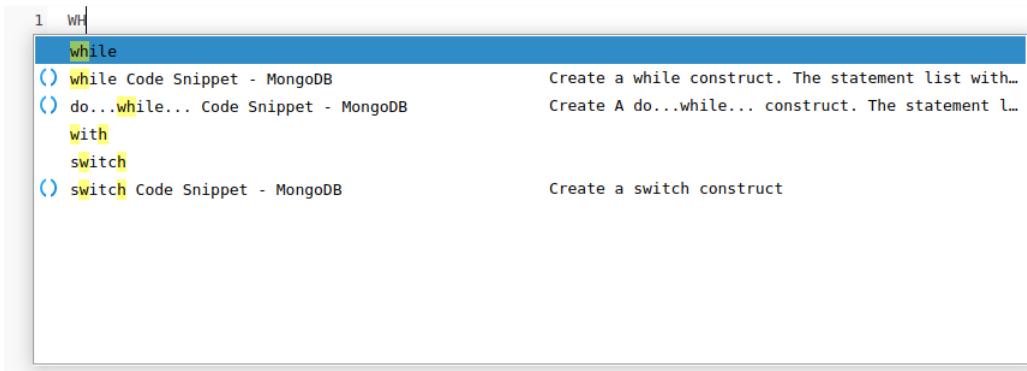 1 WH
while
while Code Snippet - MongoDB Create a while construct. The statement list with…
do...while... Code Snippet - MongoDB Create A do...while... construct. The statement l…
with
switch
switch Code Snippet - MongoDB Create a switch construct